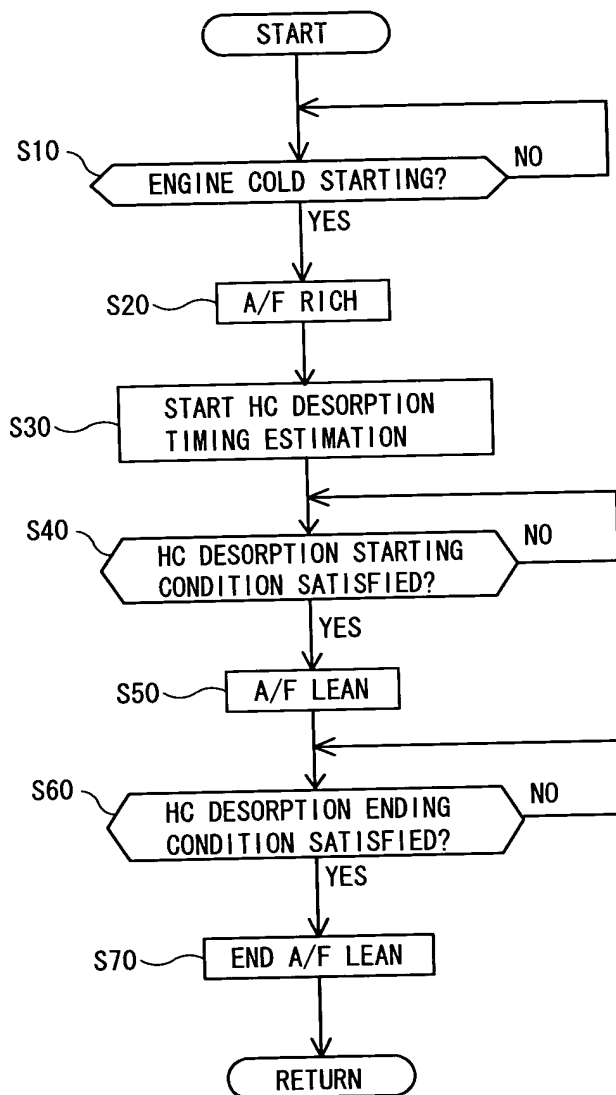 START
S10
ENGINE COLD STARTING?
NO
YES
S20
A/F RICH
S30
START HC DESORPTION
TIMING ESTIMATION
S40
HC DESORPTION STARTING
CONDITION SATISFIED?
NO
YES
S50
A/F LEAN
S60
HC DESORPTION ENDING
CONDITION SATISFIED?
NO
YES
S70
END A/F LEAN
RETURN